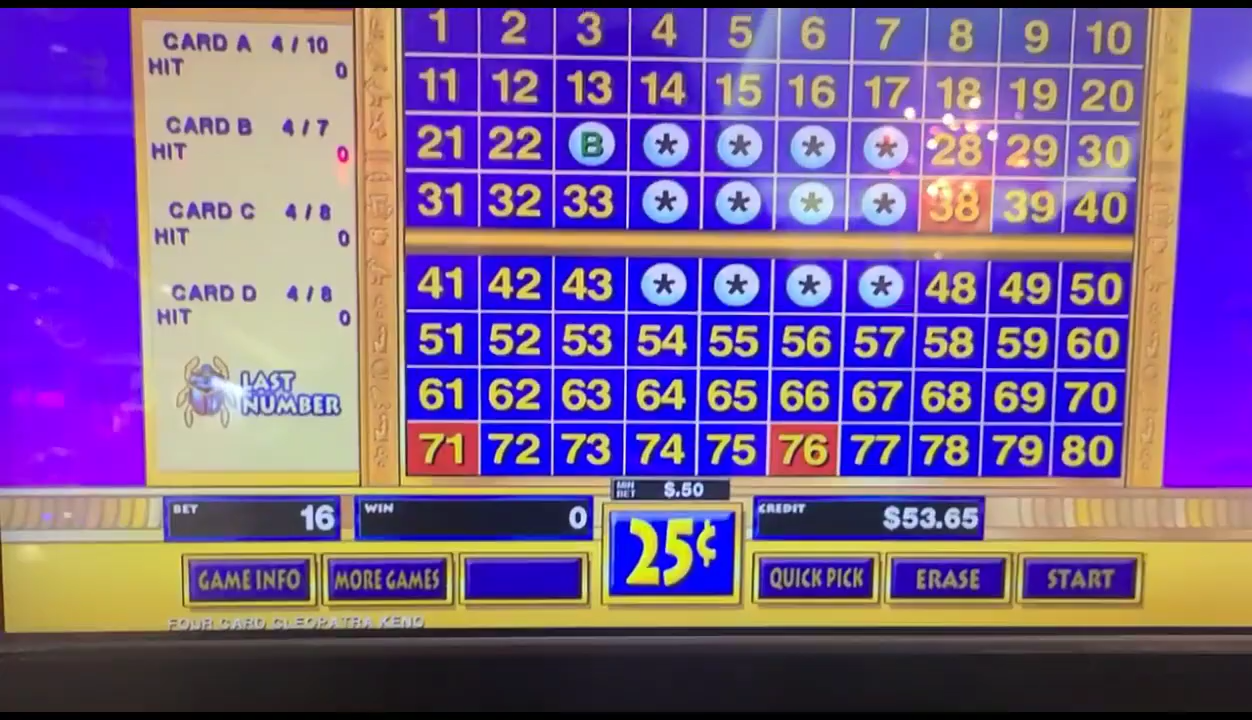 CARD A 4/10
HIT 0
CARD B 4/7
HIT 0
CARD C 4/8
HIT 0
CARD D 4/8
HIT 0
LAST
NUMBER
1 2 3 4 5 6 7 8 9 10
11 12 13 14 15 16 17 18 19 20
21 22 B * * * * 28 29 30
31 32 33 * * * * 38 39 40
41 42 43 * * * * 48 49 50
51 52 53 54 55 56 57 58 59 60
61 62 63 64 65 66 67 68 69 70
71 72 73 74 75 76 77 78 79 80
MIN BET $.50
BET 16 WIN 0 25¢ CREDIT $53.65
GAME INFO MORE GAMES QUICK PICK ERASE START
FOUR CARD CLEOPATRA KENO